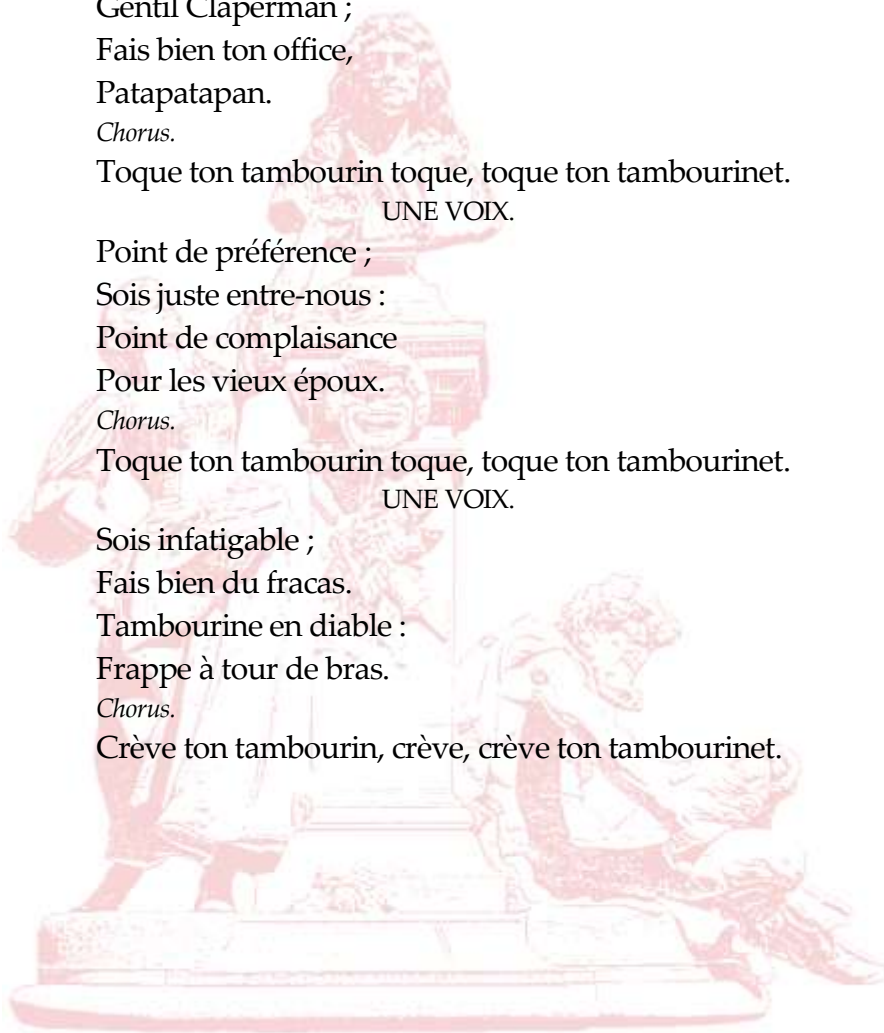 Gentil Claperman ;
Fais bien ton office,
Patapatapan.
Chorus.
Toque ton tambourin toque, toque ton tambourinet.
UNE VOIX.
Point de préférence ;
Sois juste entre-nous :
Point de complaisance
Pour les vieux époux.
Chorus.
Toque ton tambourin toque, toque ton tambourinet.
UNE VOIX.
Sois infatigable ;
Fais bien du fracas.
Tambourine en diable :
Frappe à tour de bras.
Chorus.
Crève ton tambourin, crève, crève ton tambourinet.